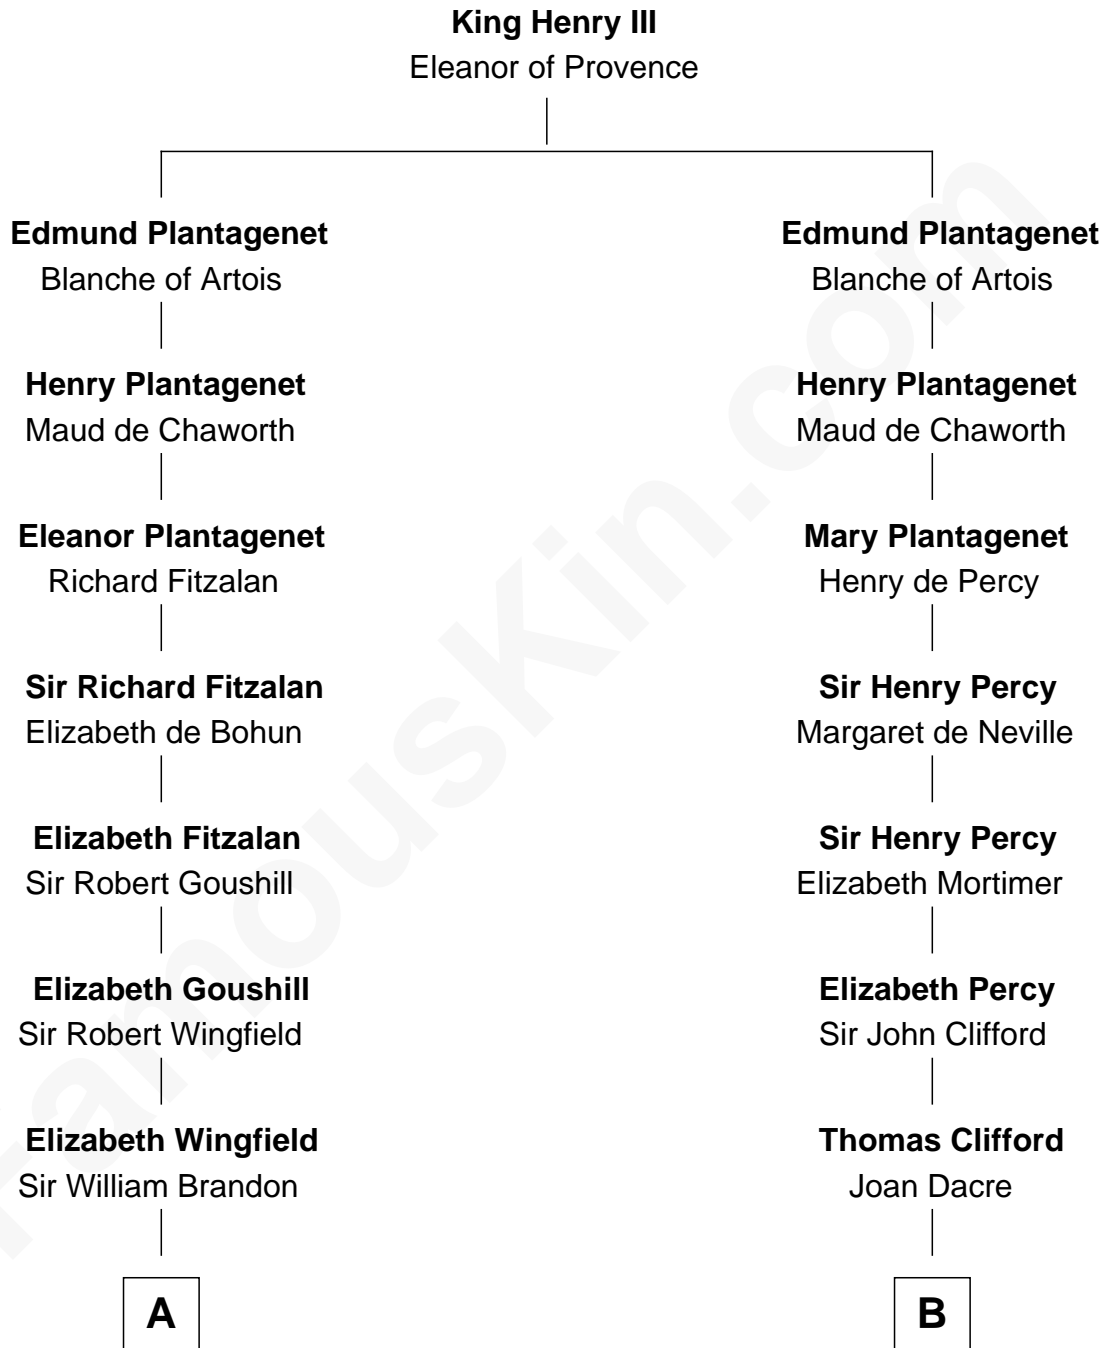 King Henry III
Eleanor of Provence
Edmund Plantagenet
Blanche of Artois
Henry Plantagenet
Maud de Chaworth
Eleanor Plantagenet
Richard Fitzalan
Sir Richard Fitzalan
Elizabeth de Bohun
Elizabeth Fitzalan
Sir Robert Goushill
Elizabeth Goushill
Sir Robert Wingfield
Elizabeth Wingfield
Sir William Brandon
A
Edmund Plantagenet
Blanche of Artois
Henry Plantagenet
Maud de Chaworth
Mary Plantagenet
Henry de Percy
Sir Henry Percy
Margaret de Neville
Sir Henry Percy
Elizabeth Mortimer
Elizabeth Percy
Sir John Clifford
Thomas Clifford
Joan Dacre
B
FamousKin.com